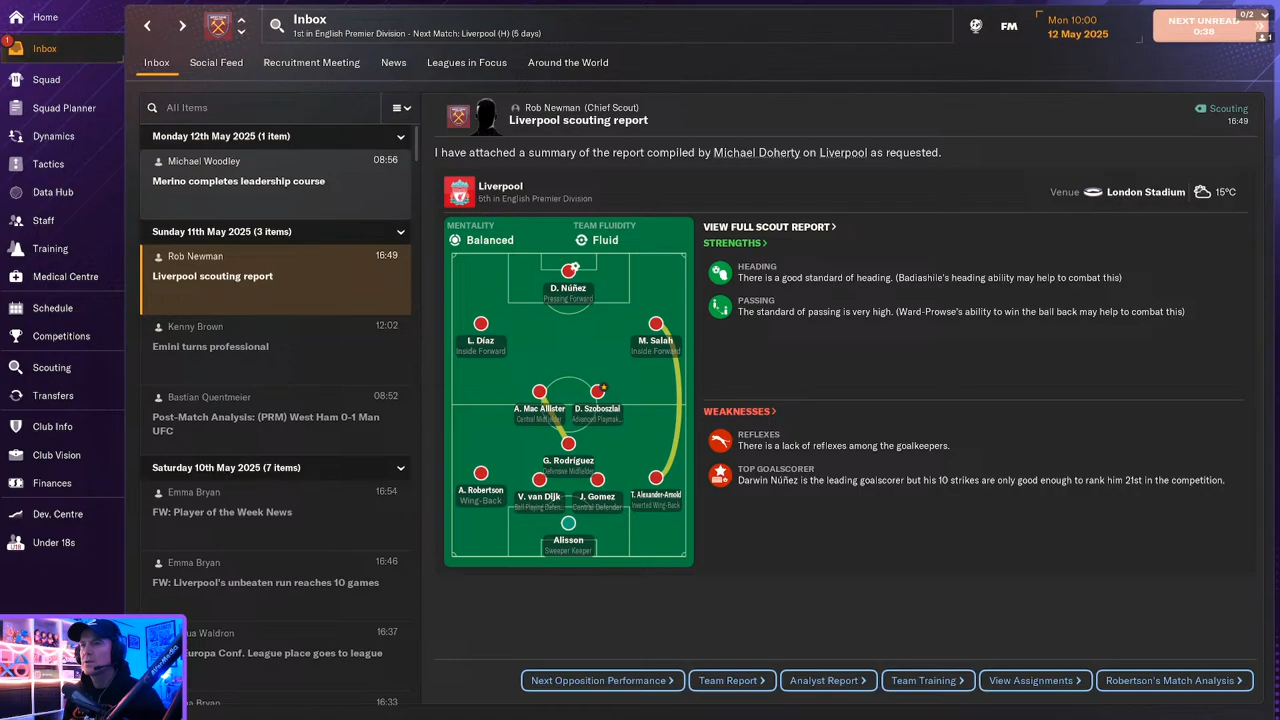 Home
Inbox
1st in English Premier Division - Next Match: Liverpool (H) (5 days)
FM
Mon 10:00
12 May 2025
NEXT UNREAD
0:38
0/2
1
1
Inbox
Squad
Squad Planner
Dynamics
Tactics
Data Hub
Staff
Training
Medical Centre
Schedule
Competitions
Scouting
Transfers
Club Info
Club Vision
Finances
Dev. Centre
Under 18s
Inbox
Social Feed
Recruitment Meeting
News
Leagues in Focus
Around the World
All Items
Monday 12th May 2025 (1 item)
Michael Woodley 08:56
Merino completes leadership course
Sunday 11th May 2025 (3 items)
Rob Newman 16:49
Liverpool scouting report
Kenny Brown 12:02
Emini turns professional
Bastian Quentmeier 08:52
Post-Match Analysis: (PRM) West Ham 0-1 Man
UFC
Saturday 10th May 2025 (7 items)
Emma Bryan 16:54
FW: Player of the Week News
Emma Bryan 16:46
FW: Liverpool's unbeaten run reaches 10 games
Waldron 16:37
Europa Conf. League place goes to league
Emma Bryan 16:33
Rob Newman (Chief Scout)
Liverpool scouting report
Scouting
16:49
I have attached a summary of the report compiled by Michael Doherty on Liverpool as requested.
Liverpool
5th in English Premier Division
Venue London Stadium 15°C
MENTALITY
Balanced
TEAM FLUIDITY
Fluid
D. Núñez
Pressing Forward
L. Díaz
Inside Forward
M. Salah
Inside Forward
A. Mac Allister
Central Midfielder
D. Szoboszlai
Advanced Playmak...
G. Rodríguez
Defensive Midfielder
A. Robertson
Wing-Back
V. van Dijk
Ball Playing Defen...
J. Gomez
Central Defender
T. Alexander-Arnold
Inverted Wing-Back
Alisson
Sweeper Keeper
VIEW FULL SCOUT REPORT >
STRENGTHS >
HEADING
There is a good standard of heading. (Badiashile's heading ability may help to combat this)
PASSING
The standard of passing is very high. (Ward-Prowse's ability to win the ball back may help to combat this)
WEAKNESSES >
REFLEXES
There is a lack of reflexes among the goalkeepers.
TOP GOALSCORER
Darwin Núñez is the leading goalscorer but his 10 strikes are only good enough to rank him 21st in the competition.
Next Opposition Performance >
Team Report >
Analyst Report >
Team Training >
View Assignments >
Robertson's Match Analysis >